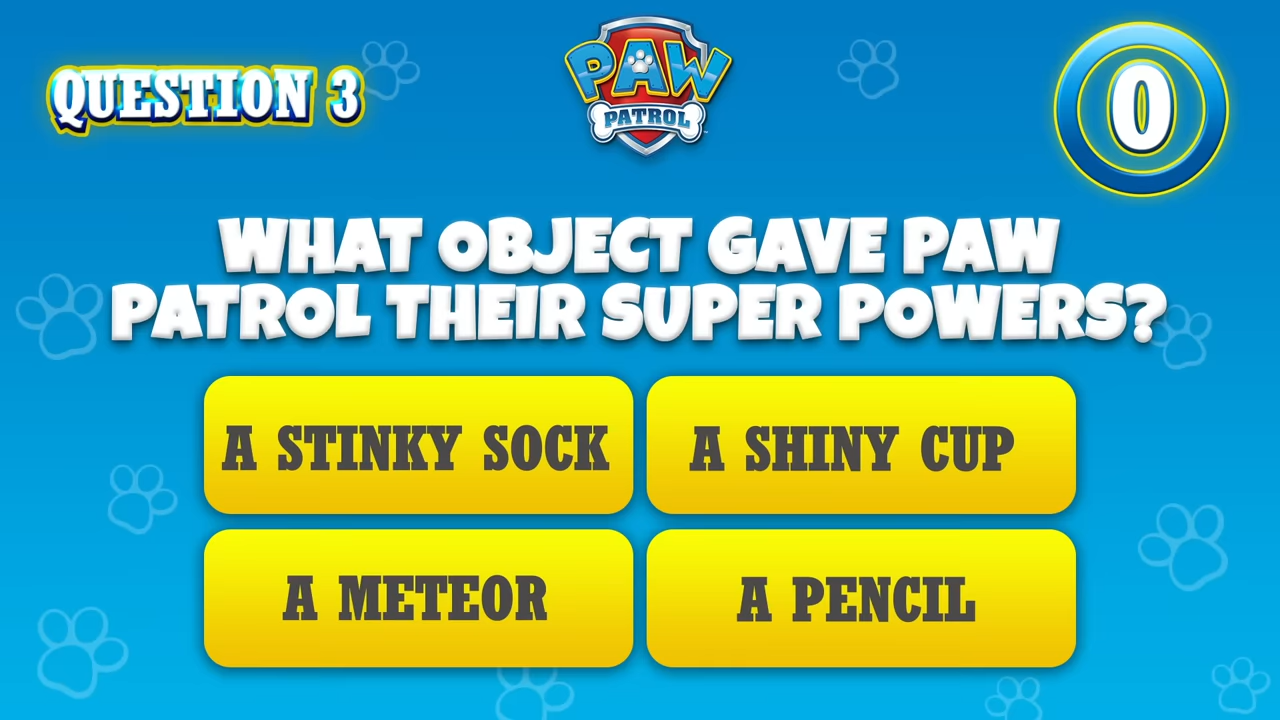 QUESTION 3
PAW
PATROL
0
WHAT OBJECT GAVE PAW
PATROL THEIR SUPER POWERS?
A STINKY SOCK
A SHINY CUP
A METEOR
A PENCIL